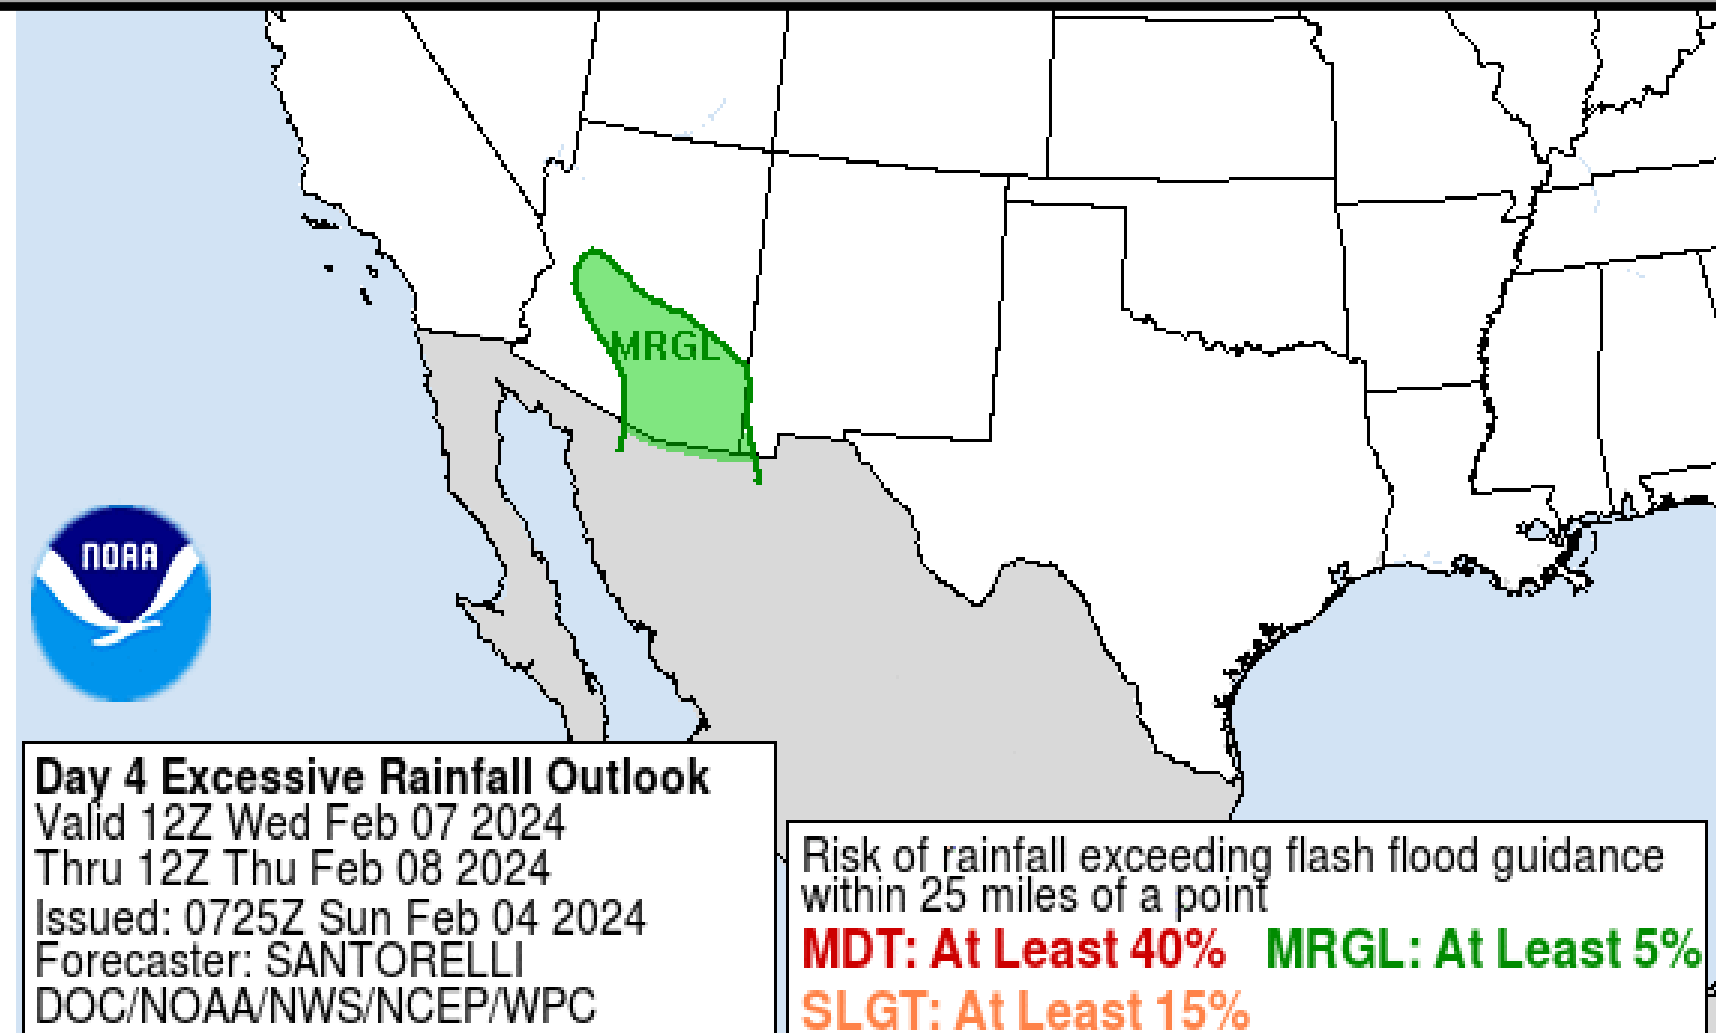 MRGL
NOAA
Day 4 Excessive Rainfall Outlook
Valid 12Z Wed Feb 07 2024
Thru 12Z Thu Feb 08 2024
Issued: 0725Z Sun Feb 04 2024
Forecaster: SANTORELLI
DOC/NOAA/NWS/NCEP/WPC
Risk of rainfall exceeding flash flood guidance
within 25 miles of a point
MDT: At Least 40% MRGL: At Least 5%
SLGT: At Least 15%